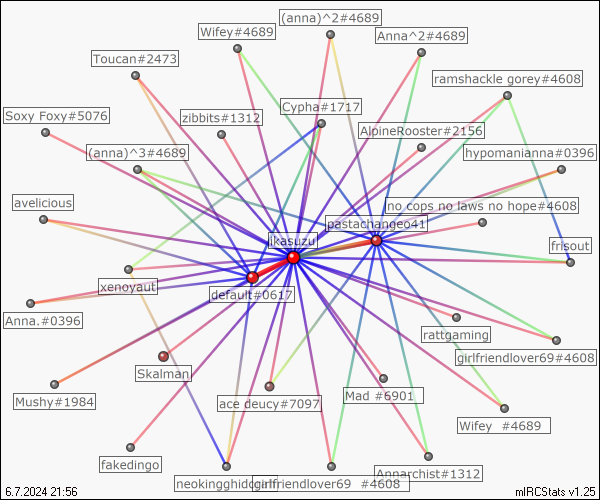 (anna)^2#4689
Wifey#4689
Anna^2#4689
Toucan#2473
ramshackle gorey#4608
Cypha#1717
Soxy Foxy#5076
zibbits#1312
AlpineRooster#2156
(anna)^3#4689
hypomanianna#0396
avelicious
no cops no laws no hope#4608
pastachangeo41
ikasuzu
frisout
xenoyaut
default#0617
Anna.#0396
rattgaming
girlfriendlover69#4608
Skalman
Mushy#1984
ace deucy#7097
Mad #6901
Wifey #4689
fakedingo
Annarchist#1312
neokingghidorah
girlfriendlover69 #4608
6.7.2024 21:56
mIRCStats v1.25